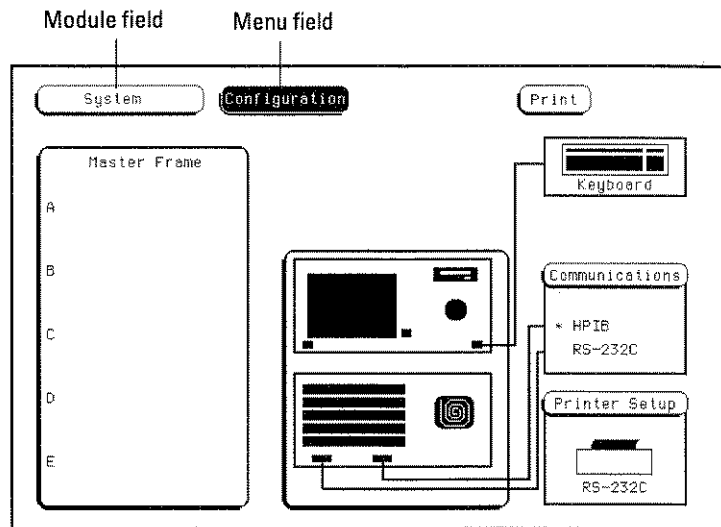 Module field
Menu field
System
Configuration
Print
Master Frame
A
B
C
D
E
Keyboard
Communications
* HPIB
RS-232C
Printer Setup
RS-232C